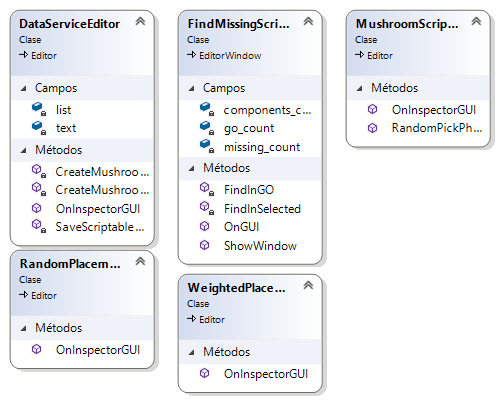 DataServiceEditor
Clase
Editor
Campos
list
text
Métodos
CreateMushroo...
CreateMushroo...
OnInspectorGUI
SaveScriptable...
FindMissingScri...
Clase
EditorWindow
Campos
components_c...
go_count
missing_count
Métodos
FindInGO
FindInSelected
OnGUI
ShowWindow
MushroomScrip...
Clase
Editor
Métodos
OnInspectorGUI
RandomPickPh...
RandomPlacem...
Clase
Editor
Métodos
OnInspectorGUI
WeightedPlace...
Clase
Editor
Métodos
OnInspectorGUI